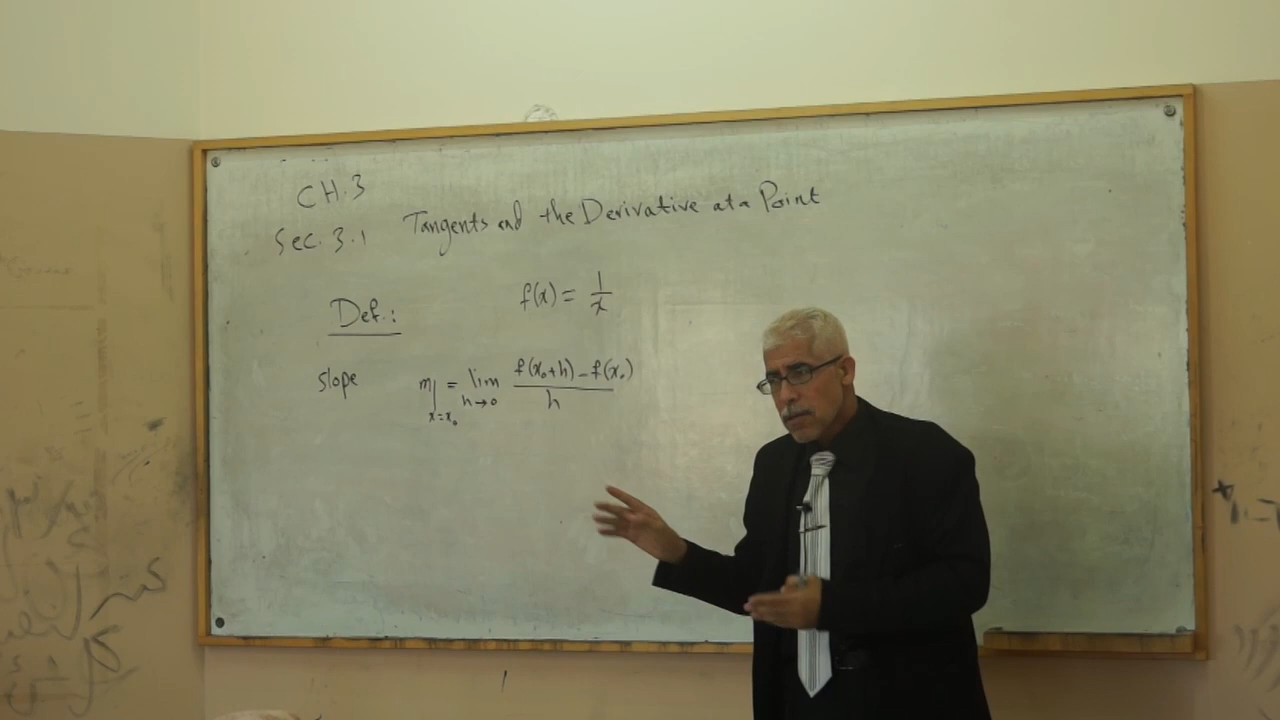 CH.3
Sec. 3.1 Tangents and the Derivative at a Point
Def.: f(x) = 1/x
slope m|x=x₀ = lim h→0 f(x₀+h) - f(x₀) / h